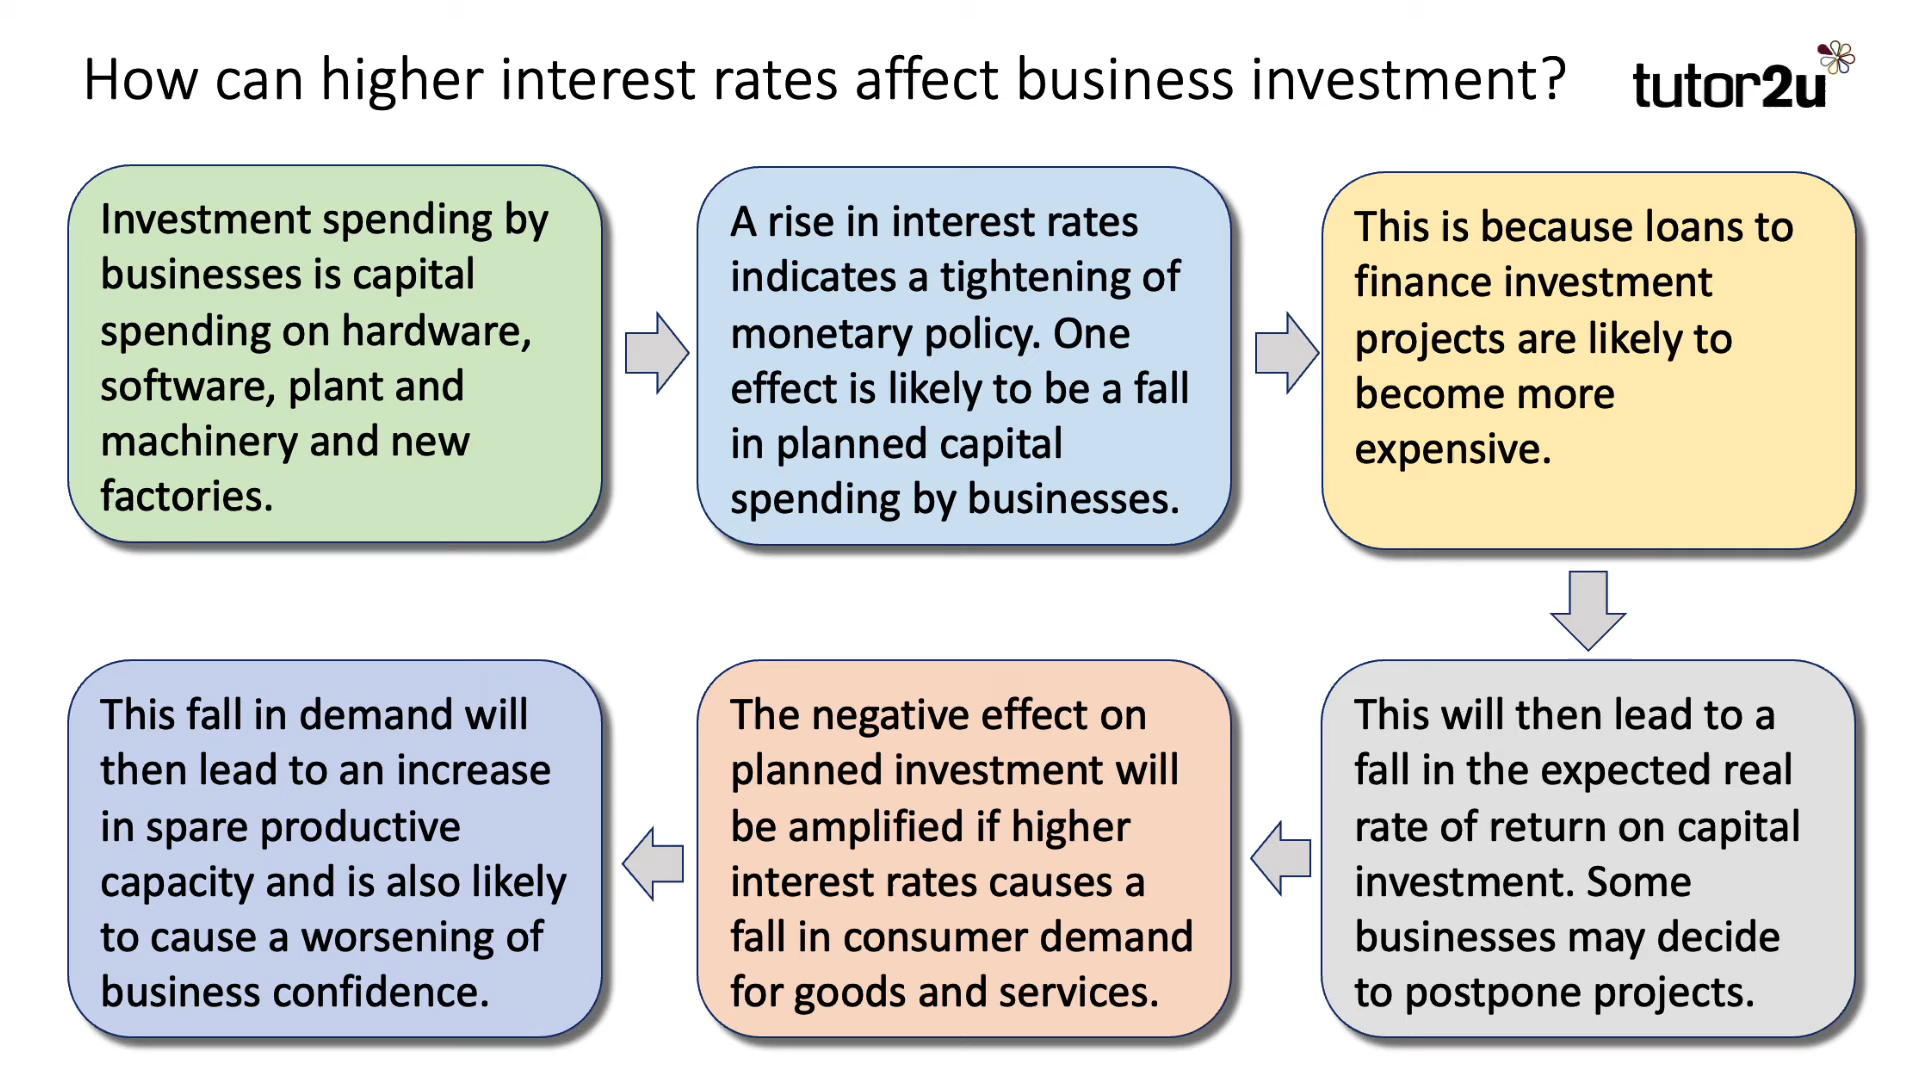 How can higher interest rates affect business investment?
tutor2u
Investment spending by
businesses is capital
spending on hardware,
software, plant and
machinery and new
factories.
A rise in interest rates
indicates a tightening of
monetary policy. One
effect is likely to be a fall
in planned capital
spending by businesses.
This is because loans to
finance investment
projects are likely to
become more
expensive.
This will then lead to a
fall in the expected real
rate of return on capital
investment. Some
businesses may decide
to postpone projects.
The negative effect on
planned investment will
be amplified if higher
interest rates causes a
fall in consumer demand
for goods and services.
This fall in demand will
then lead to an increase
in spare productive
capacity and is also likely
to cause a worsening of
business confidence.